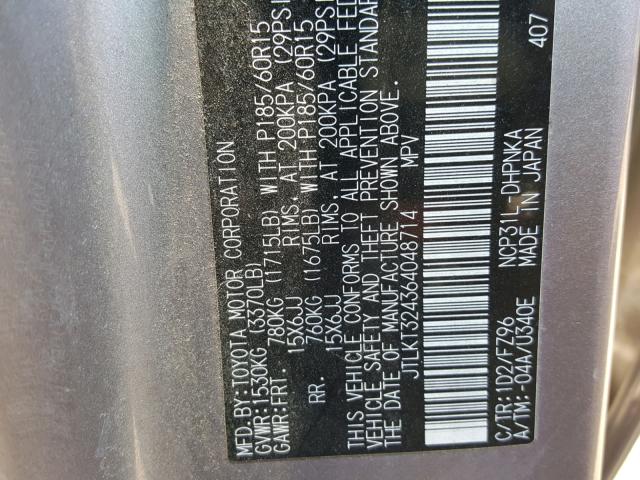 MFD.BY:TOYOTA MOTOR CORPORATION
GVWR:1530KG (3370LB)
GAWR:FRT. 780KG (1715LB) WITH P185/60R15
15X6JJ RIMS, AT 200KPA (29PSI
RR. 760KG (1675LB) WITH P185/60R15
15X6JJ RIMS, AT 200KPA (29PSI
THIS VEHICLE CONFORMS TO ALL APPLICABLE FED
VEHICLE SAFETY AND THEFT PREVENTION STANDAR
THE DATE OF MANUFACTURE SHOWN ABOVE.
JTLKT324364048714 MPV
C/TR:1D2/FZ96 NCP31L-DHPNKA
A/TM:-04A/U340E MADE IN JAPAN
407